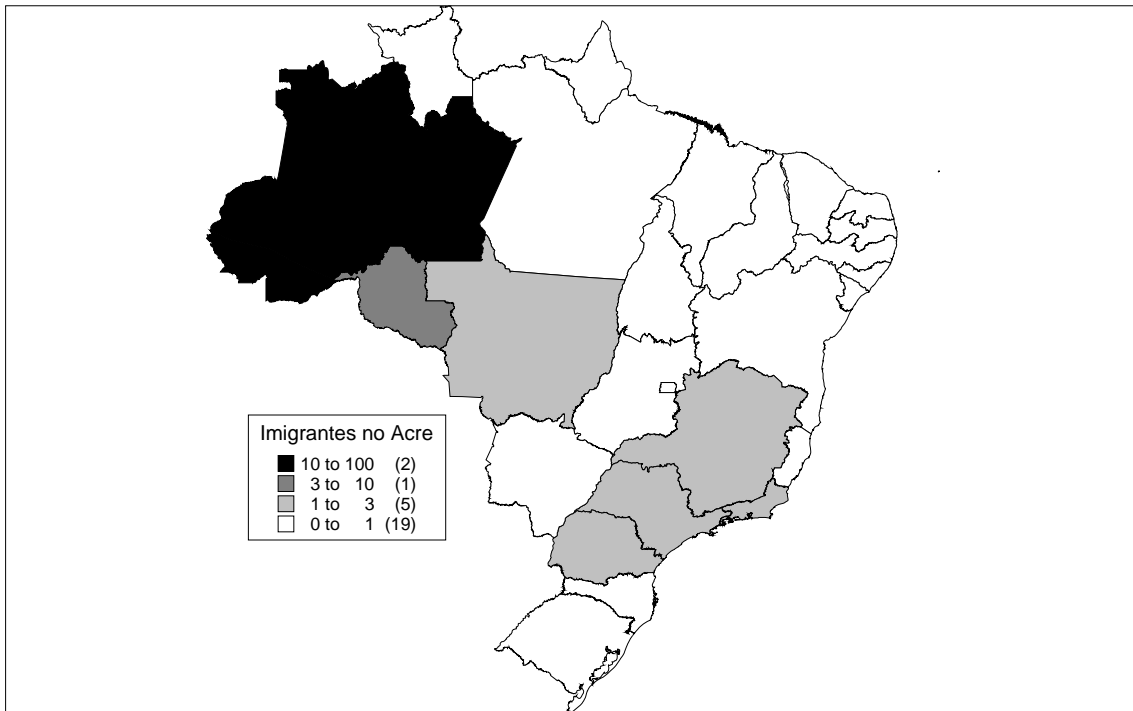 Imigrantes no Acre
10 to 100 (2)
3 to 10 (1)
1 to 3 (5)
0 to 1 (19)